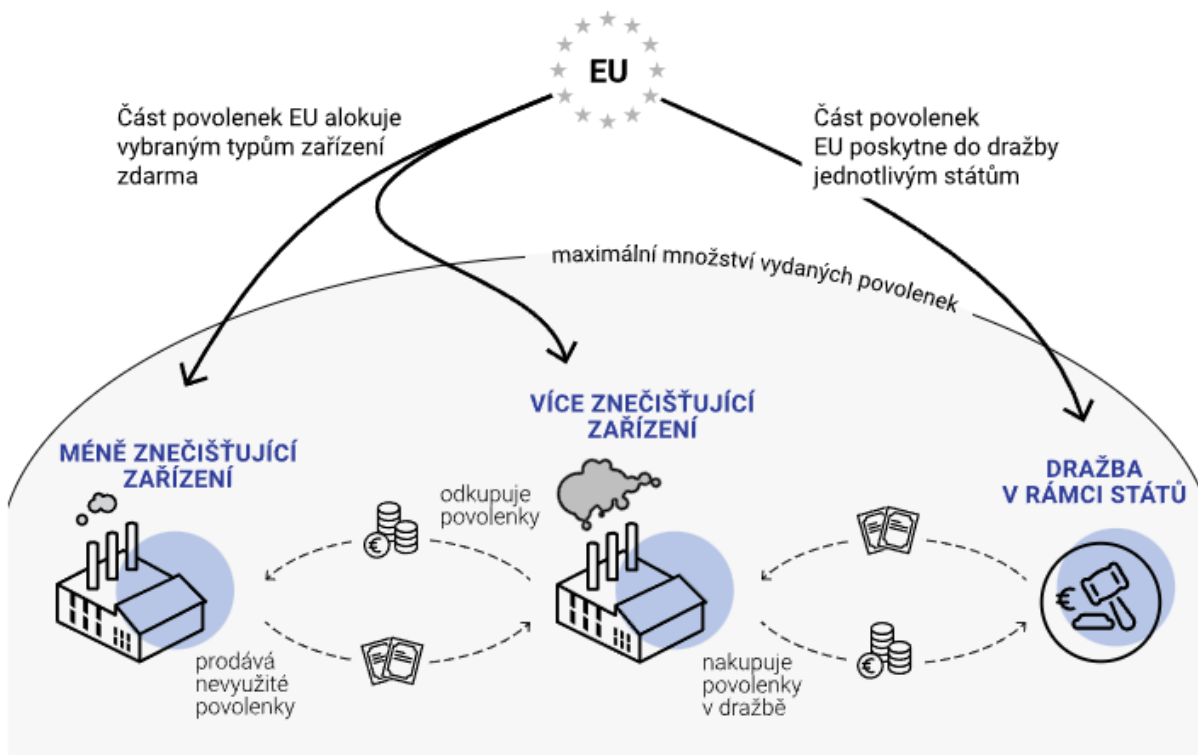 EU
Část povolenek EU alokuje
vybraným typům zařízení
zdarma
Část povolenek
EU poskytne do dražby
jednotlivým státům
maximální množství vydaných povolenek
MÉNĚ ZNEČIŠŤUJÍCÍ
ZAŘÍZENÍ
VÍCE ZNEČIŠŤUJÍCÍ
ZAŘÍZENÍ
DRAŽBA
V RÁMCI STÁTŮ
odkupuje
povolenky
€
€
prodává
nevyužité
povolenky
nakupuje
povolenky
v dražbě
€